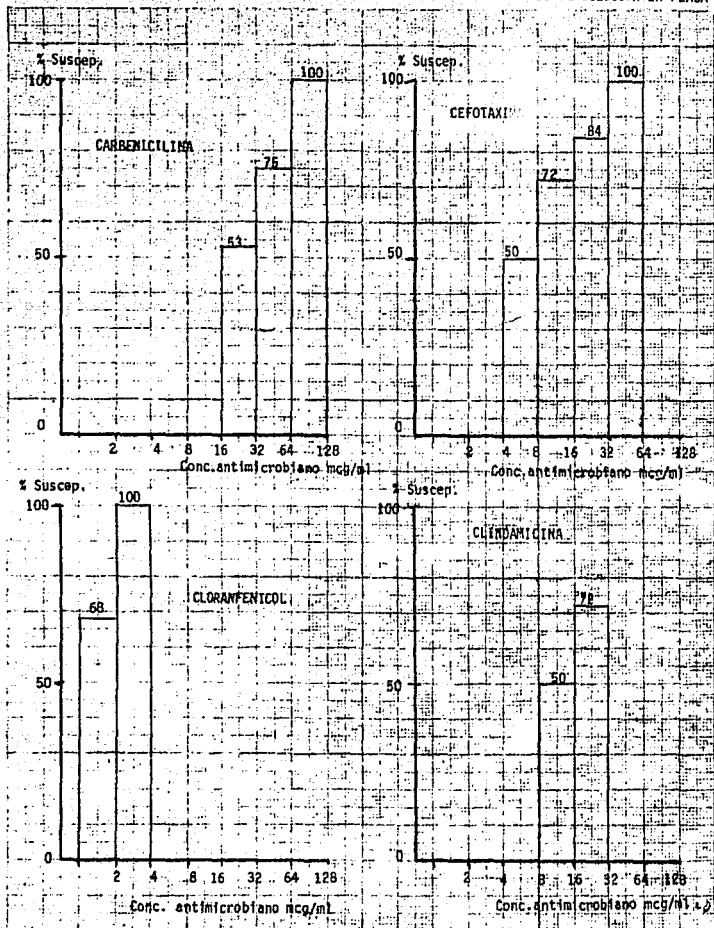 % Suscep.
100
CARBENICILINA
100
75
53
50
0
2 4 8 16 32 64 128
Conc.antimicrobiano mcg/ml
% Suscep.
100
CEFOTAXI
100
84
72
50
50
0
2 4 8 16 32 64 128
Conc.antimicrobiano mcg/ml
% Suscep.
100
100
CLORANFENICOL
68
50
0
2 4 8 16 32 64 128
Conc. antimicrobiano mcg/ml
% Suscep.
100
CLINDAMICINA
50
50
0
2 4 8 16 32 64 128
Conc.antimicrobiano mcg/ml